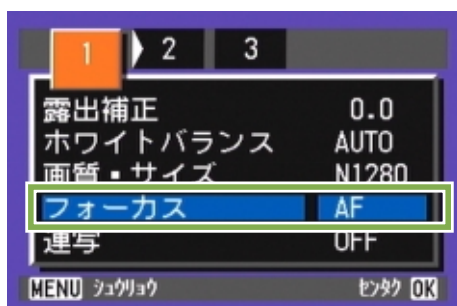 1 2 3
露出補正 0.0
ホワイトバランス AUTO
画質・サイズ N1280
フォーカス AF
連写 OFF
MENU シュウリョウ センタク OK